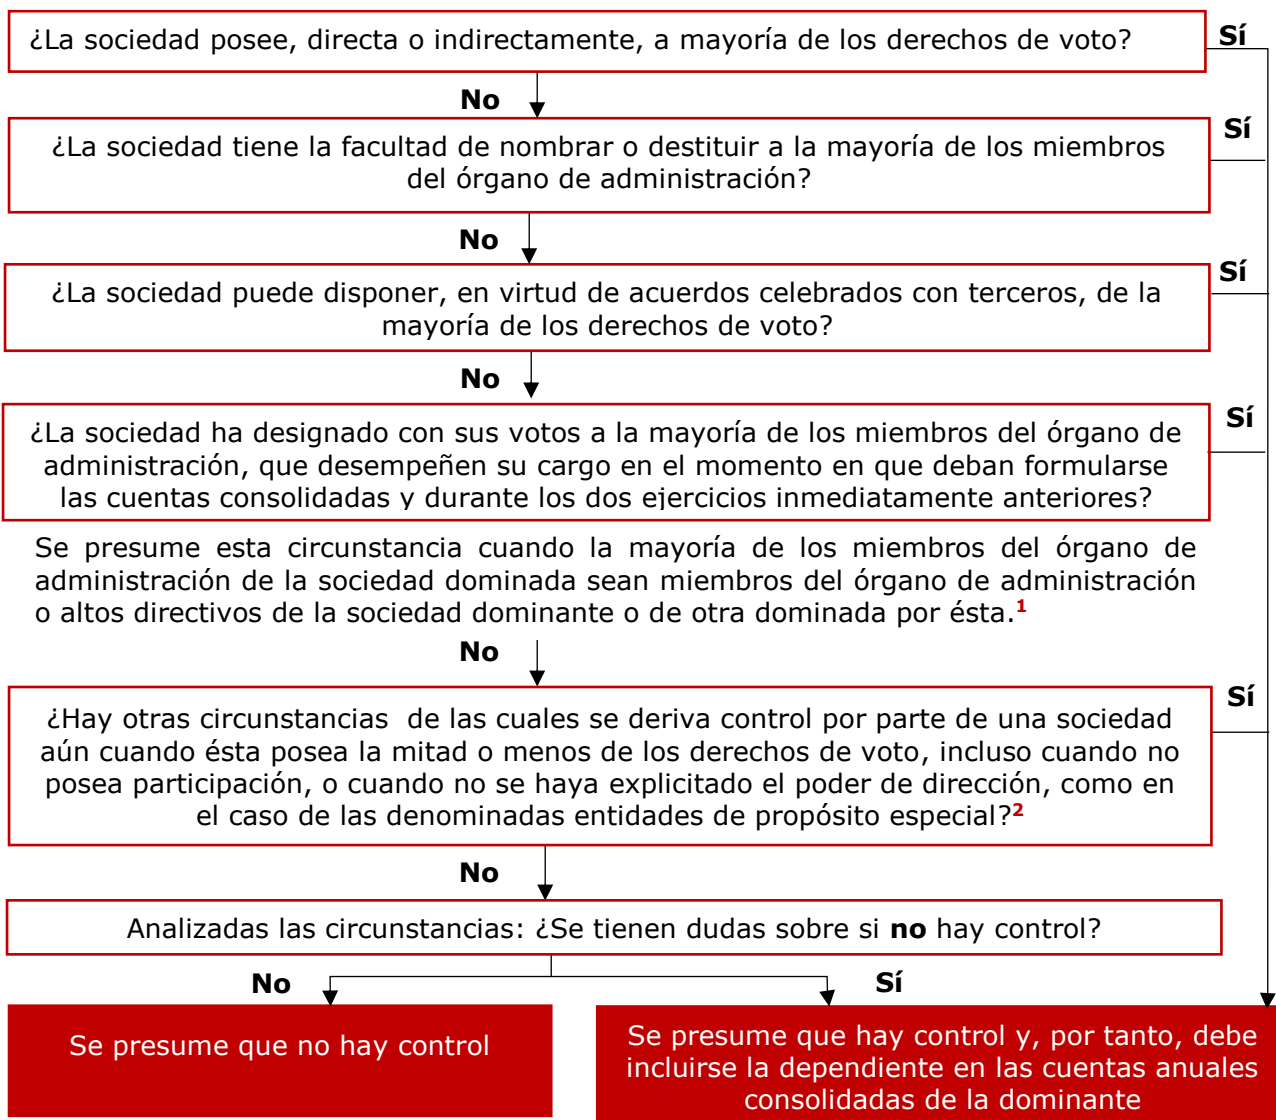 ¿La sociedad posee, directa o indirectamente, a mayoría de los derechos de voto?
Sí
No
¿La sociedad tiene la facultad de nombrar o destituir a la mayoría de los miembros
del órgano de administración?
Sí
No
¿La sociedad puede disponer, en virtud de acuerdos celebrados con terceros, de la
mayoría de los derechos de voto?
Sí
No
¿La sociedad ha designado con sus votos a la mayoría de los miembros del órgano de
administración, que desempeñen su cargo en el momento en que deban formularse
las cuentas consolidadas y durante los dos ejercicios inmediatamente anteriores?
Sí
Se presume esta circunstancia cuando la mayoría de los miembros del órgano de
administración de la sociedad dominada sean miembros del órgano de administración
o altos directivos de la sociedad dominante o de otra dominada por ésta.1
No
¿Hay otras circunstancias de las cuales se deriva control por parte de una sociedad
aún cuando ésta posea la mitad o menos de los derechos de voto, incluso cuando no
posea participación, o cuando no se haya explicitado el poder de dirección, como en
el caso de las denominadas entidades de propósito especial?2
Sí
No
Analizadas las circunstancias: ¿Se tienen dudas sobre si no hay control?
No
Sí
Se presume que no hay control
Se presume que hay control y, por tanto, debe
incluirse la dependiente en las cuentas anuales
consolidadas de la dominante